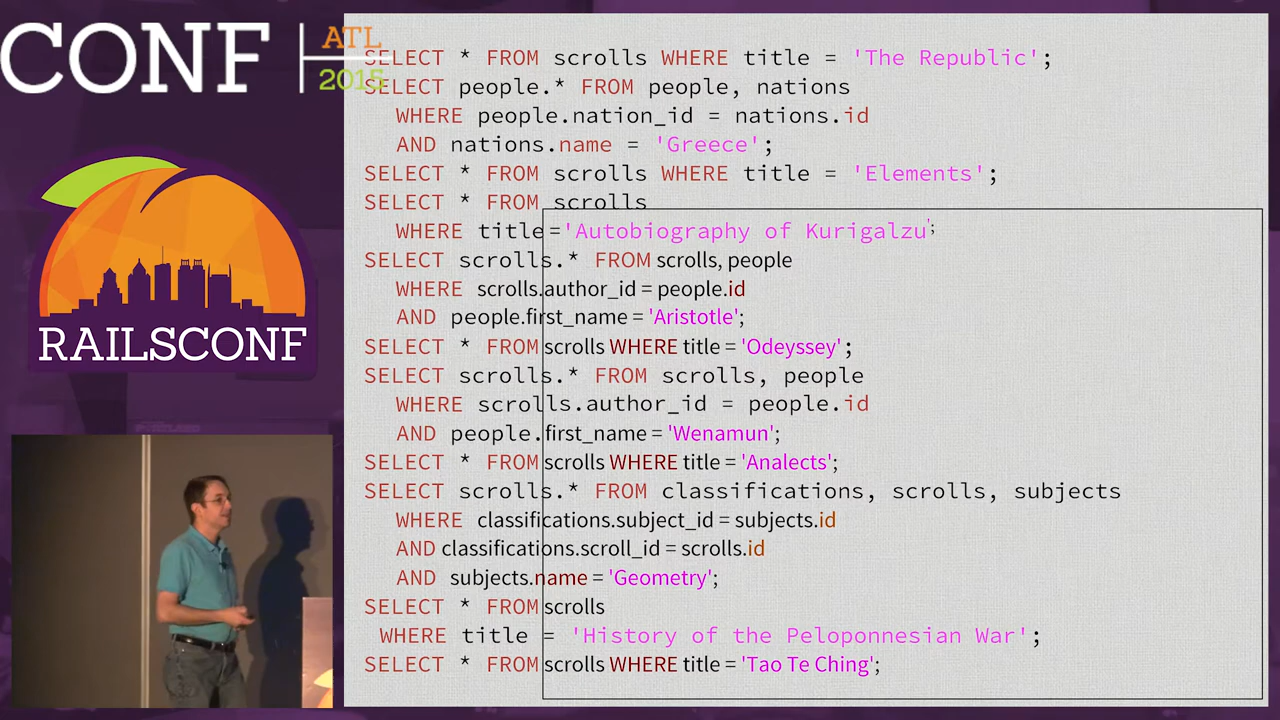 CONF
ATL
2015
RAILSCONF
SELECT * FROM scrolls WHERE title = 'The Republic';
SELECT people.* FROM people, nations
WHERE people.nation_id = nations.id
AND nations.name = 'Greece';
SELECT * FROM scrolls WHERE title = 'Elements';
SELECT * FROM scrolls
WHERE title='Autobiography of Kurigalzu';
SELECT scrolls.* FROM scrolls, people
WHERE scrolls.author_id = people.id
AND people.first_name = 'Aristotle';
SELECT * FROM scrolls WHERE title = 'Odeyssey';
SELECT scrolls.* FROM scrolls, people
WHERE scrolls.author_id = people.id
AND people.first_name = 'Wenamun';
SELECT * FROM scrolls WHERE title = 'Analects';
SELECT scrolls.* FROM classifications, scrolls, subjects
WHERE classifications.subject_id = subjects.id
AND classifications.scroll_id = scrolls.id
AND subjects.name = 'Geometry';
SELECT * FROM scrolls
WHERE title = 'History of the Peloponnesian War';
SELECT * FROM scrolls WHERE title = 'Tao Te Ching';